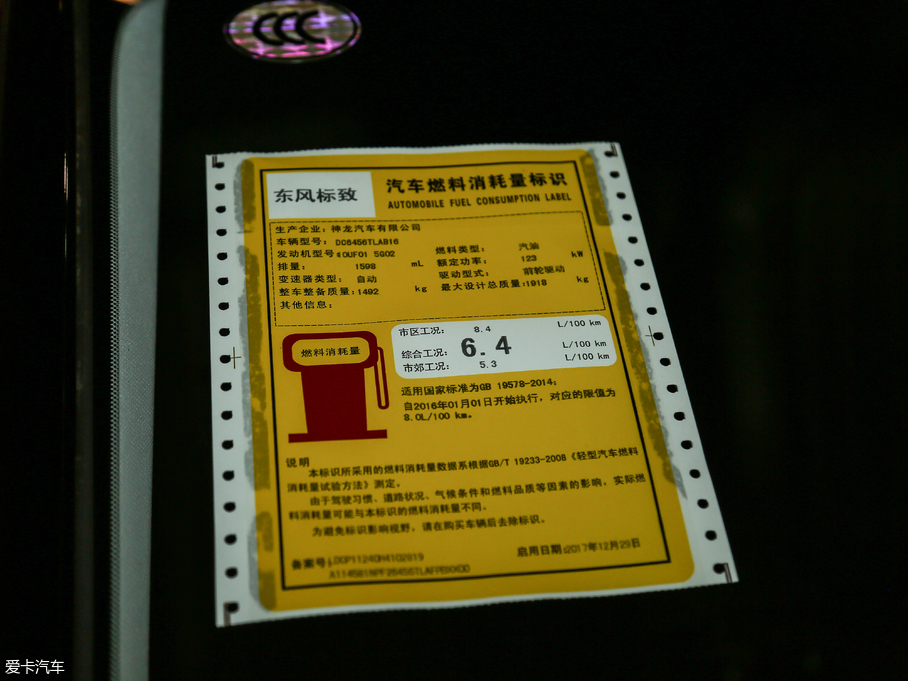 CCC
东风标致
汽车燃料消耗量标识
AUTOMOBILE FUEL CONSUMPTION LABEL
生产企业：神龙汽车有限公司
车辆型号： DC6456TLAB16
发动机型号:10UF01 5G02 燃料类型： 汽油
排量： 1598 mL 额定功率： 123 kW
变速器类型： 自动 驱动型式： 前轮驱动
整车整备质量:1492 kg 最大设计总质量:1918 kg
其他信息：
燃料消耗量
市区工况： 8.4 L/100 km
综合工况： 6.4 L/100 km
市郊工况： 5.3 L/100 km
适用国家标准为GB 19578-2014;
自2016年01月01日开始执行，对应的限值为
8.0L/100 km。
说明
本标识所采用的燃料消耗量数据系根据GB/T 19233-2008《轻型汽车燃料
消耗量试验方法》测定。
由于驾驶习惯、道路状况、气候条件和燃料品质等因素的影响，实际燃
料消耗量可能与本标识的燃料消耗量不同。
为避免标识影响视野，请在购买车辆后去除标识。
备案号: 启用日期:2017年12月29日
爱卡汽车